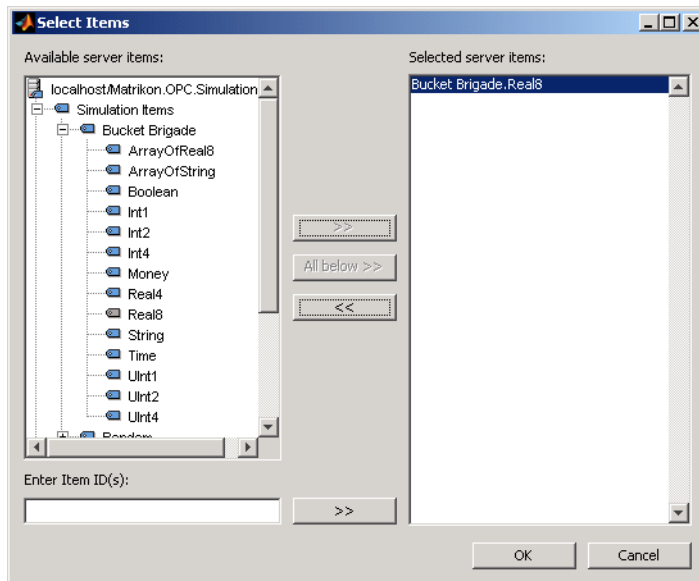 Select Items
Available server items:
Selected server items:
localhost/Matrikon.OPC.Simulation
Simulation Items
Bucket Brigade
ArrayOfReal8
ArrayOfString
Boolean
Int1
Int2
Int4
Money
Real4
Real8
String
Time
UInt1
UInt2
UInt4
Random
Bucket Brigade.Real8
>>
All below >>
<<
Enter Item ID(s):
>>
OK
Cancel